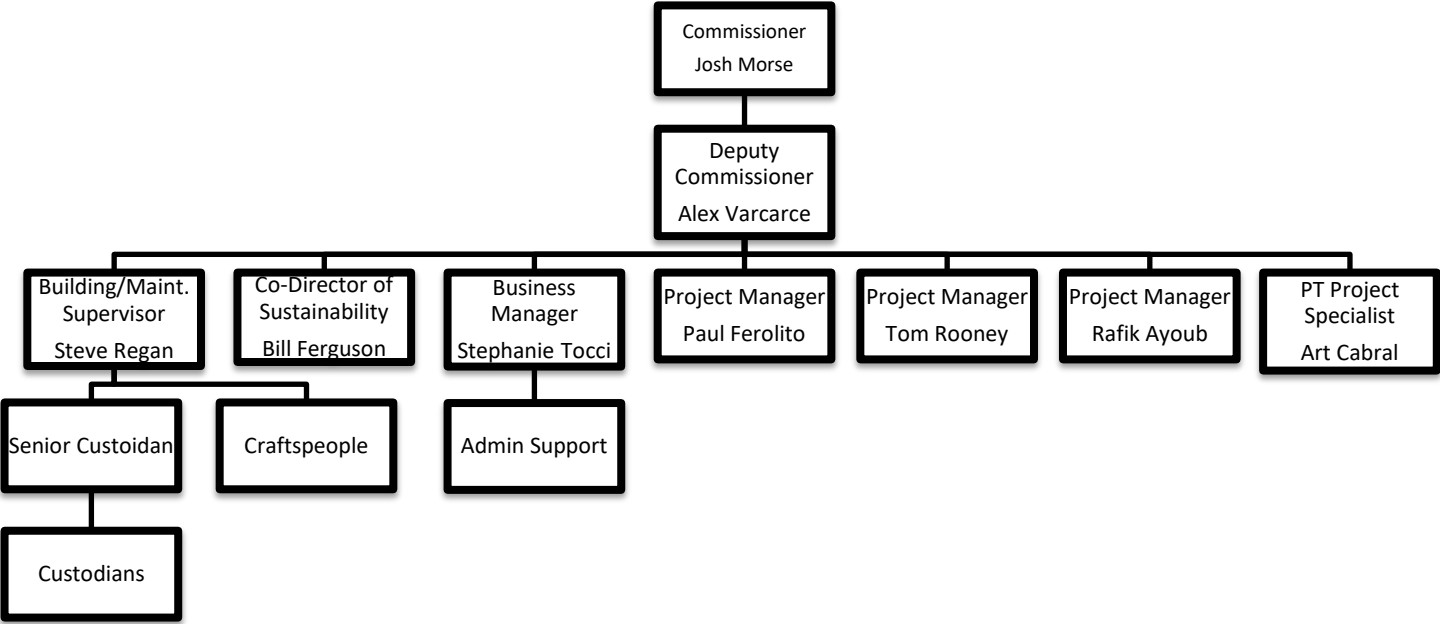 Commissioner
Josh Morse
Deputy
Commissioner
Alex Varcarce
Building/Maint.
Supervisor
Steve Regan
Co-Director of
Sustainability
Bill Ferguson
Business
Manager
Stephanie Tocci
Project Manager
Paul Ferolito
Project Manager
Tom Rooney
Project Manager
Rafik Ayoub
PT Project
Specialist
Art Cabral
Senior Custoidan
Craftspeople
Admin Support
Custodians